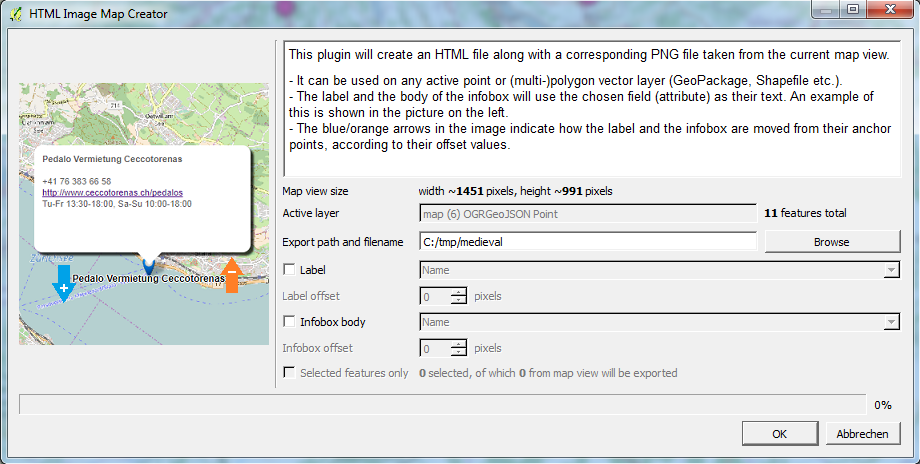 HTML Image Map Creator
This plugin will create an HTML file along with a corresponding PNG file taken from the current map view.
- It can be used on any active point or (multi-)polygon vector layer (GeoPackage, Shapefile etc.).
- The label and the body of the infobox will use the chosen field (attribute) as their text. An example of
this is shown in the picture on the left.
- The blue/orange arrows in the image indicate how the label and the infobox are moved from their anchor
points, according to their offset values.
Pedalo Vermietung Ceccotorenas
+41 76 383 66 58
http://www.ceccotorenas.ch/pedalos
Tu-Fr 13:30-18:00, Sa-Su 10:00-18:00
Pedalo Vermietung Ceccotorenas
Map view size width ~1451 pixels, height ~991 pixels
Active layer map (6) OGRGeoJSON Point 11 features total
Export path and filename C:/tmp/medieval Browse
Label Name
Label offset 0 pixels
Infobox body Name
Infobox offset 0 pixels
Selected features only 0 selected, of which 0 from map view will be exported
0%
OK Abbrechen